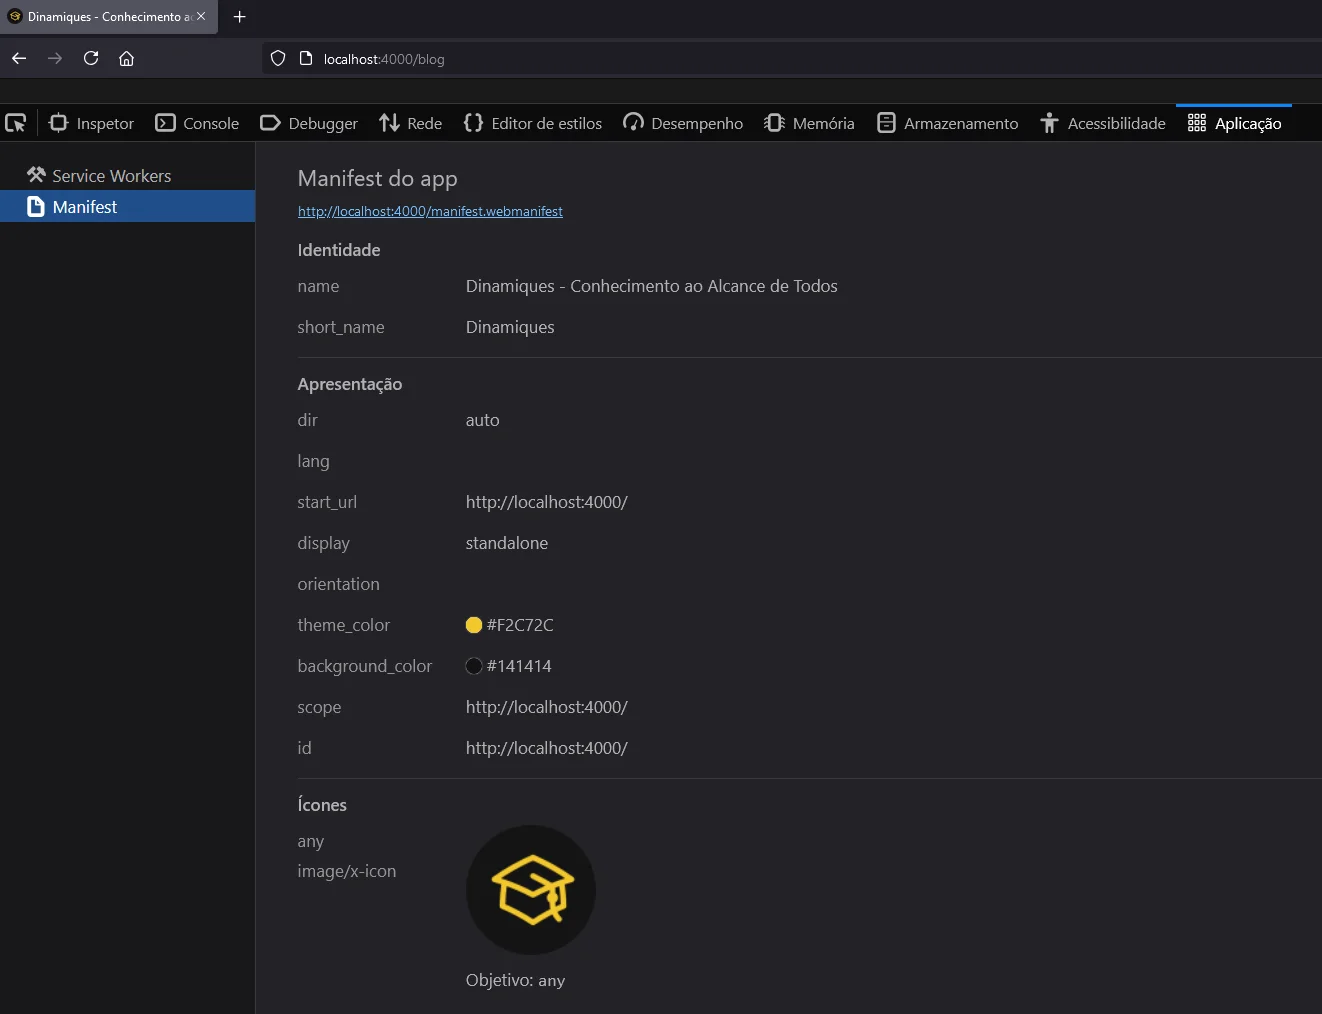 Dinamiques - Conhecimento a
localhost:4000/blog
Inspetor Console Debugger Rede Editor de estilos Desempenho Memória Armazenamento Acessibilidade Aplicação
Service Workers
Manifest
Manifest do app
http://localhost:4000/manifest.webmanifest
Identidade
name Dinamiques - Conhecimento ao Alcance de Todos
short_name Dinamiques
Apresentação
dir auto
lang
start_url http://localhost:4000/
display standalone
orientation
theme_color #F2C72C
background_color #141414
scope http://localhost:4000/
id http://localhost:4000/
Ícones
any
image/x-icon
Objetivo: any